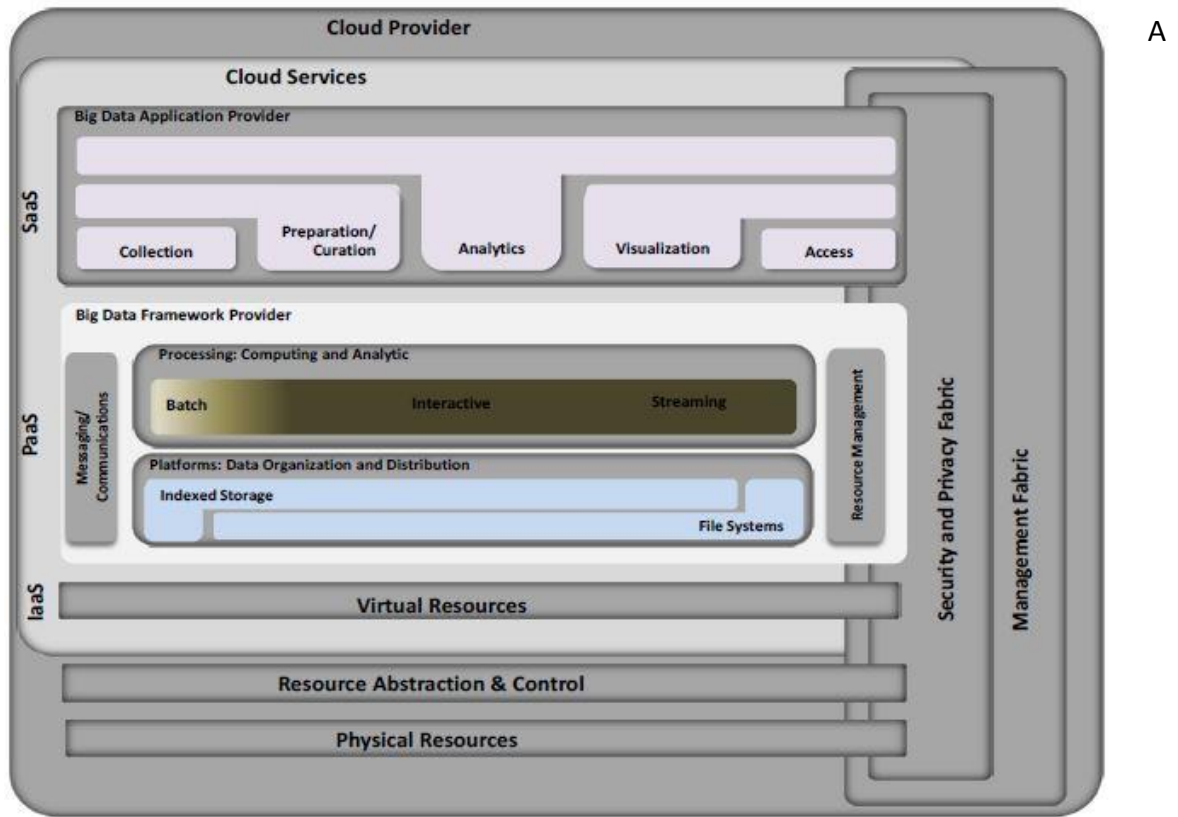 Cloud Provider
A
Cloud Services
Big Data Application Provider
SaaS
Collection
Preparation/
Curation
Analytics
Visualization
Access
Big Data Framework Provider
PaaS
Messaging/
Communications
Processing: Computing and Analytic
Batch
Interactive
Streaming
Platforms: Data Organization and Distribution
Indexed Storage
File Systems
Resource Management
Security and Privacy Fabric
Management Fabric
IaaS
Virtual Resources
Resource Abstraction & Control
Physical Resources